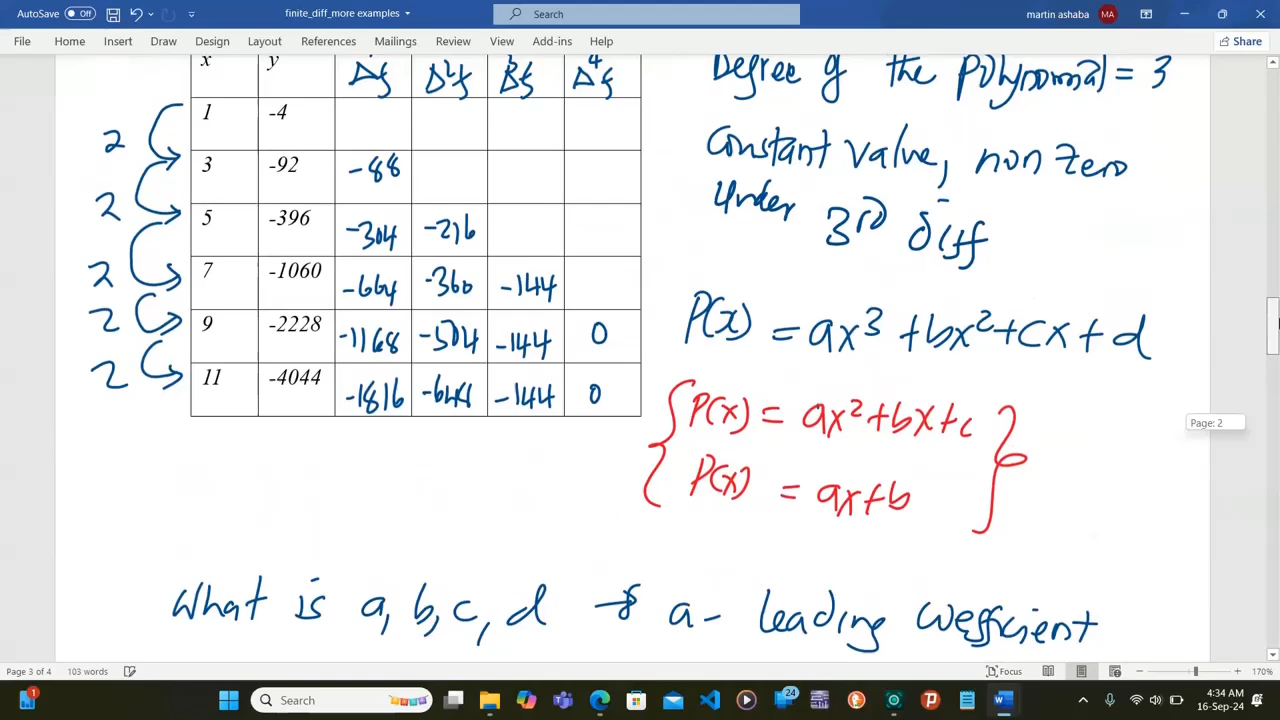 AutoSave Off finite_diff_more examples Search martin ashaba MA
File Home Insert Draw Design Layout References Mailings Review View Add-ins Help Share
x y Δf Δ²f Δ³f Δ⁴f
1 -4
3 -92 -88
5 -396 -304 -216
7 -1060 -664 -360 -144
9 -2228 -1168 -504 -144 0
11 -4044 -1816 -648 -144 0
2
2
2
2
2
Degree of the polynomial = 3
Constant value, non zero
under 3rd diff
P(x) = ax³ + bx² + cx + d
P(x) = ax² + bx + c
P(x) = ax + b
Page: 2
What is a, b, c, d → a - leading coefficient
Page 3 of 4 103 words Focus 170%
1 Search 24 4:34 AM
16-Sep-24